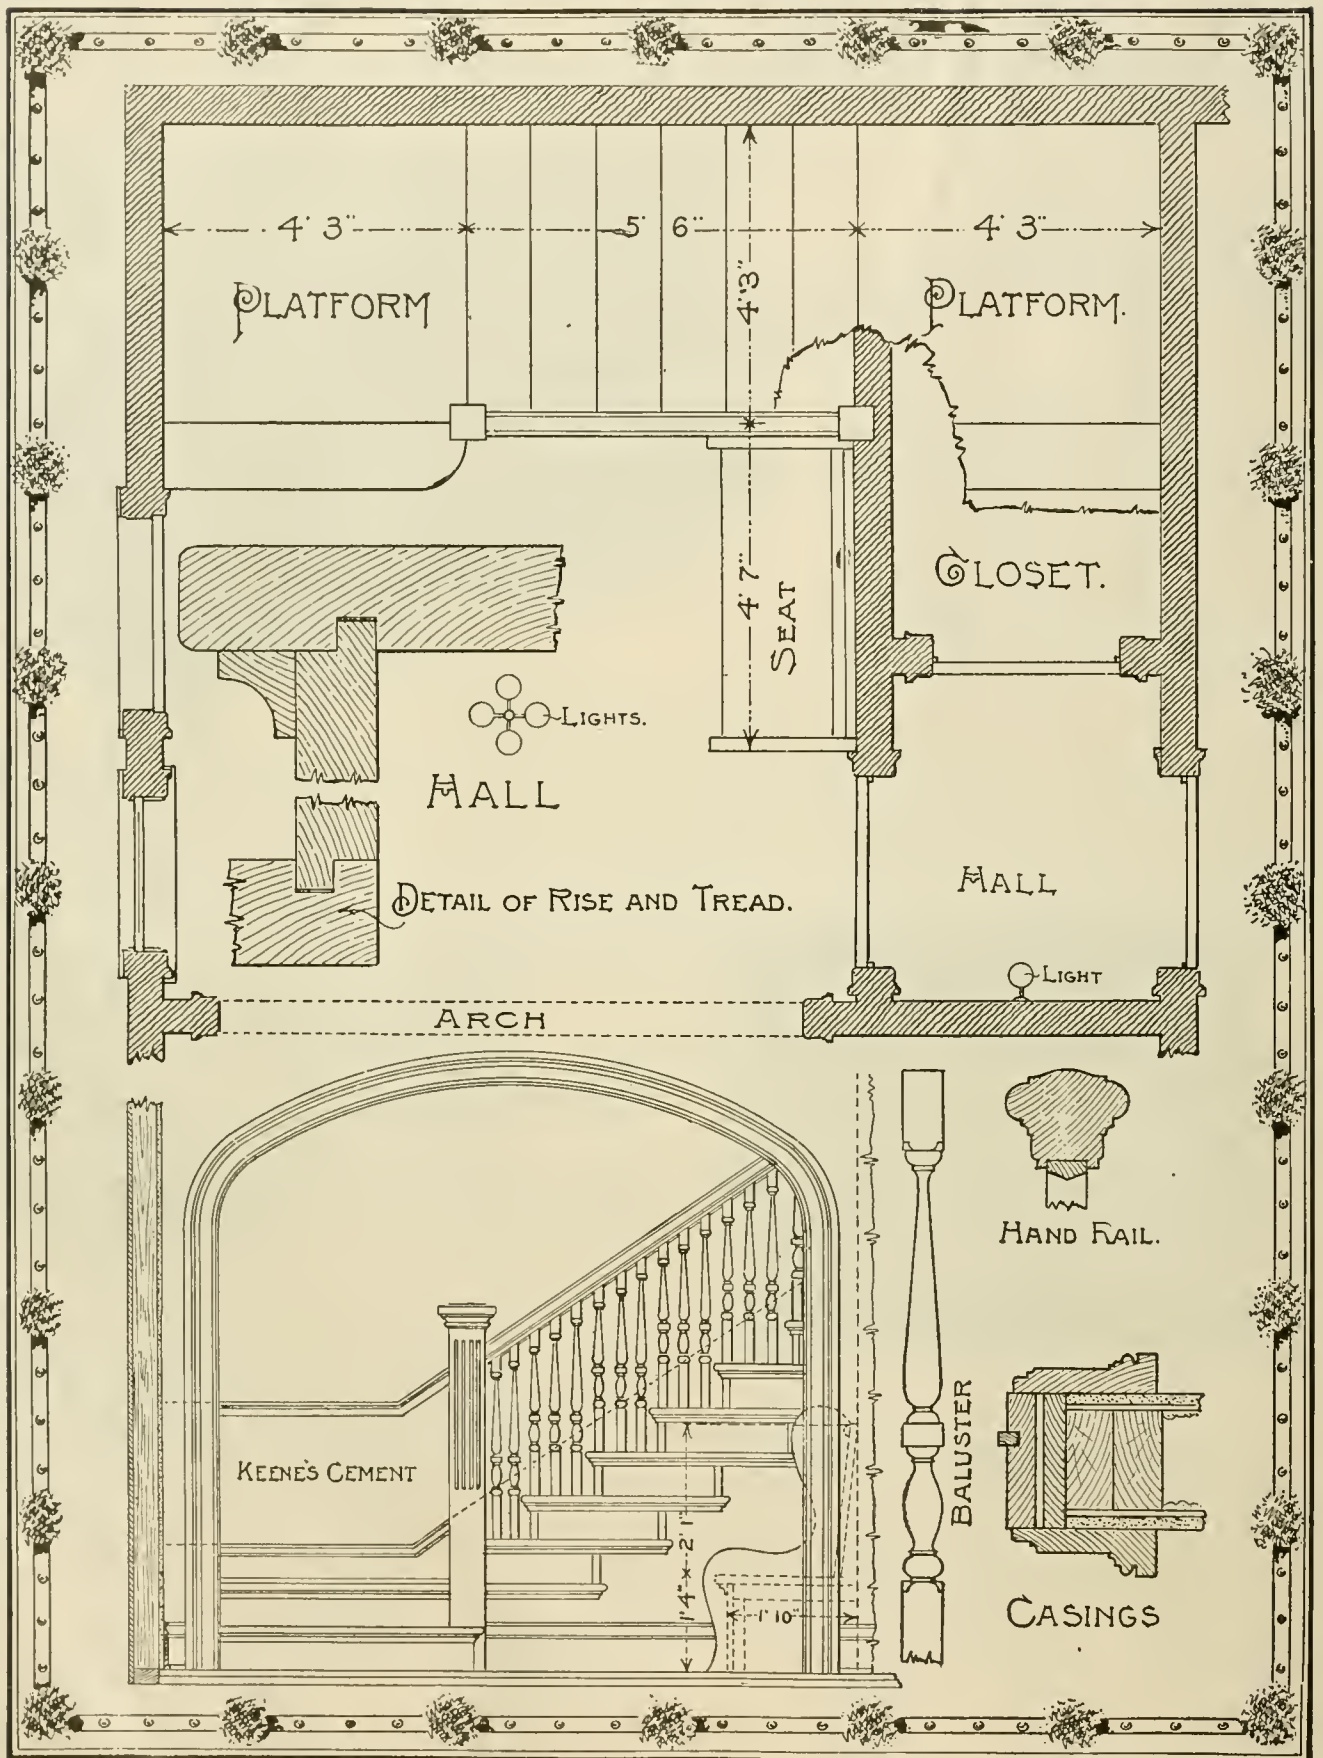 4' 3"
5' 6"
4' 3"
PLATFORM
4' 3"
PLATFORM.
4' 7"
SEAT
CLOSET.
LIGHTS.
HALL
HALL
DETAIL OF RISE AND TREAD.
LIGHT
ARCH
HAND RAIL.
BALUSTER
KEENE'S CEMENT
2' 1"
1' 4"
1' 10"
CASINGS